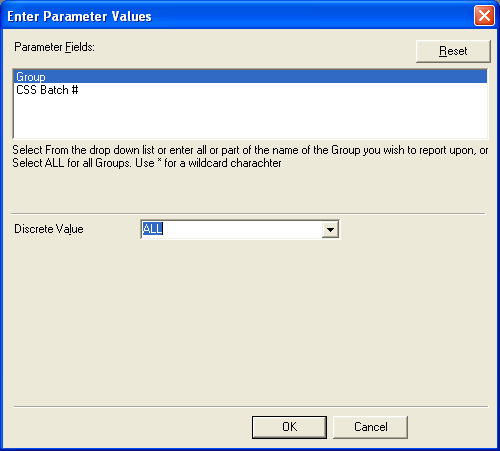 Enter Parameter Values
Parameter Fields:
Reset
Group
CSS Batch #
Select From the drop down list or enter all or part of the name of the Group you wish to report upon, or
Select ALL for all Groups. Use * for a wildcard charachter
Discrete Value
ALL
OK
Cancel